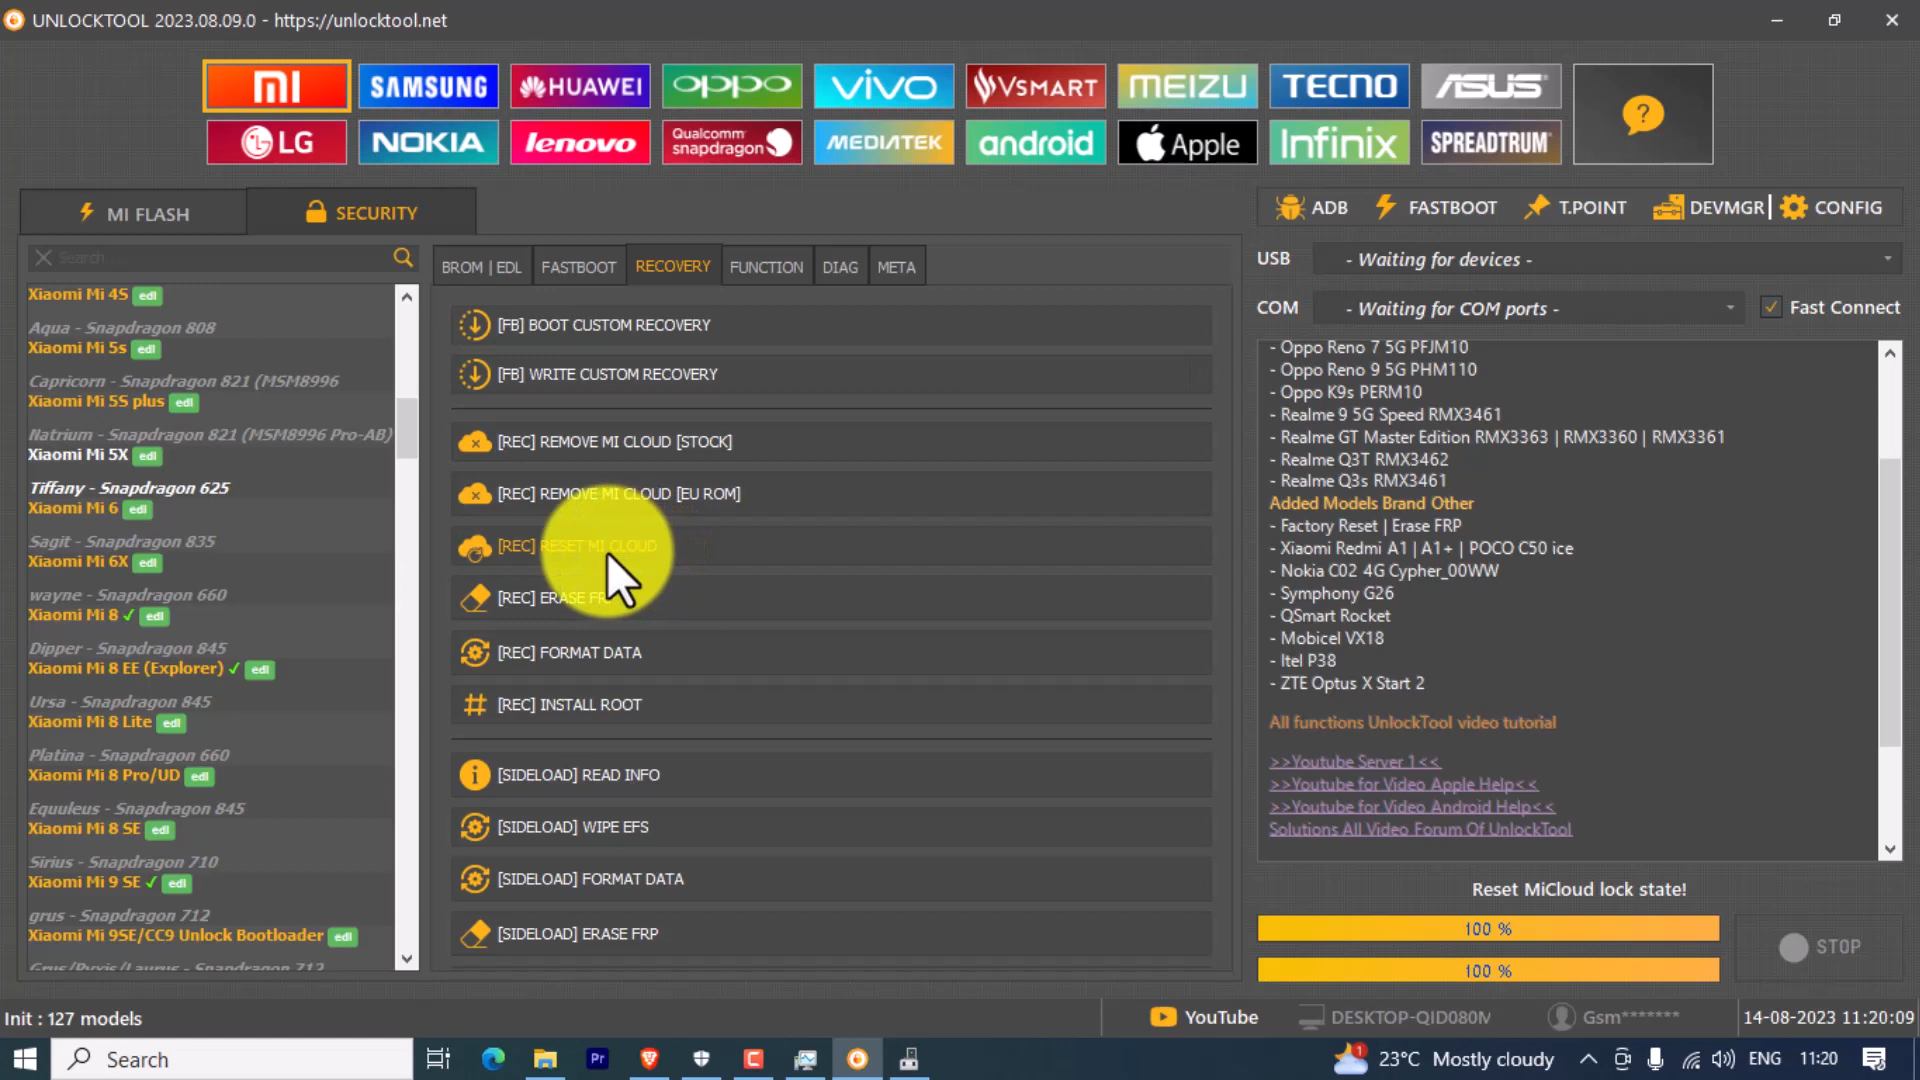 UNLOCKTOOL 2023.08.09.0 - https://unlocktool.net
MI SAMSUNG HUAWEI oppo vivo VSMART MEIZU TECNO ASUS ?
LG NOKIA lenovo Qualcomm snapdragon MEDIATEK android Apple Infinix SPREADTRUM
MI FLASH SECURITY
ADB FASTBOOT T.POINT DEVMGR CONFIG
Search ...
BROM | EDL FASTBOOT RECOVERY FUNCTION DIAG META
USB - Waiting for devices -
COM - Waiting for COM ports - Fast Connect
Xiaomi Mi 4S edl
Aqua - Snapdragon 808
Xiaomi Mi 5s edl
Capricorn - Snapdragon 821 (MSM8996
Xiaomi Mi 5S plus edl
Natrium - Snapdragon 821 (MSM8996 Pro-AB)
Xiaomi Mi 5X edl
Tiffany - Snapdragon 625
Xiaomi Mi 6 edl
Sagit - Snapdragon 835
Xiaomi Mi 6X edl
wayne - Snapdragon 660
Xiaomi Mi 8 edl
Dipper - Snapdragon 845
Xiaomi Mi 8 EE (Explorer) edl
Ursa - Snapdragon 845
Xiaomi Mi 8 Lite edl
Platina - Snapdragon 660
Xiaomi Mi 8 Pro/UD edl
Equuleus - Snapdragon 845
Xiaomi Mi 8 SE edl
Sirius - Snapdragon 710
Xiaomi Mi 9 SE edl
grus - Snapdragon 712
Xiaomi Mi 9SE/CC9 Unlock Bootloader edl
Grus/Pyxis/Laurus - Snapdragon 712
[FB] BOOT CUSTOM RECOVERY
[FB] WRITE CUSTOM RECOVERY
[REC] REMOVE MI CLOUD [STOCK]
[REC] REMOVE MI CLOUD [EU ROM]
[REC] RESET MI CLOUD
[REC] ERASE FR
[REC] FORMAT DATA
[REC] INSTALL ROOT
[SIDELOAD] READ INFO
[SIDELOAD] WIPE EFS
[SIDELOAD] FORMAT DATA
[SIDELOAD] ERASE FRP
- Oppo Reno 7 5G PFJM10
- Oppo Reno 9 5G PHM110
- Oppo K9s PERM10
- Realme 9 5G Speed RMX3461
- Realme GT Master Edition RMX3363 | RMX3360 | RMX3361
- Realme Q3T RMX3462
- Realme Q3s RMX3461
Added Models Brand Other
- Factory Reset | Erase FRP
- Xiaomi Redmi A1 | A1+ | POCO C50 ice
- Nokia C02 4G Cypher_00WW
- Symphony G26
- QSmart Rocket
- Mobicel VX18
- Itel P38
- ZTE Optus X Start 2
All functions UnlockTool video tutorial
>>Youtube Server 1<<
>>Youtube for Video Apple Help<<
>>Youtube for Video Android Help<<
Solutions All Video Forum Of UnlockTool
Reset MiCloud lock state!
100 %
100 %
STOP
Init : 127 models
YouTube DESKTOP-QID080M Gsm******* 14-08-2023 11:20:09
Search
Pr
C
1
23°C Mostly cloudy
ENG
11:20